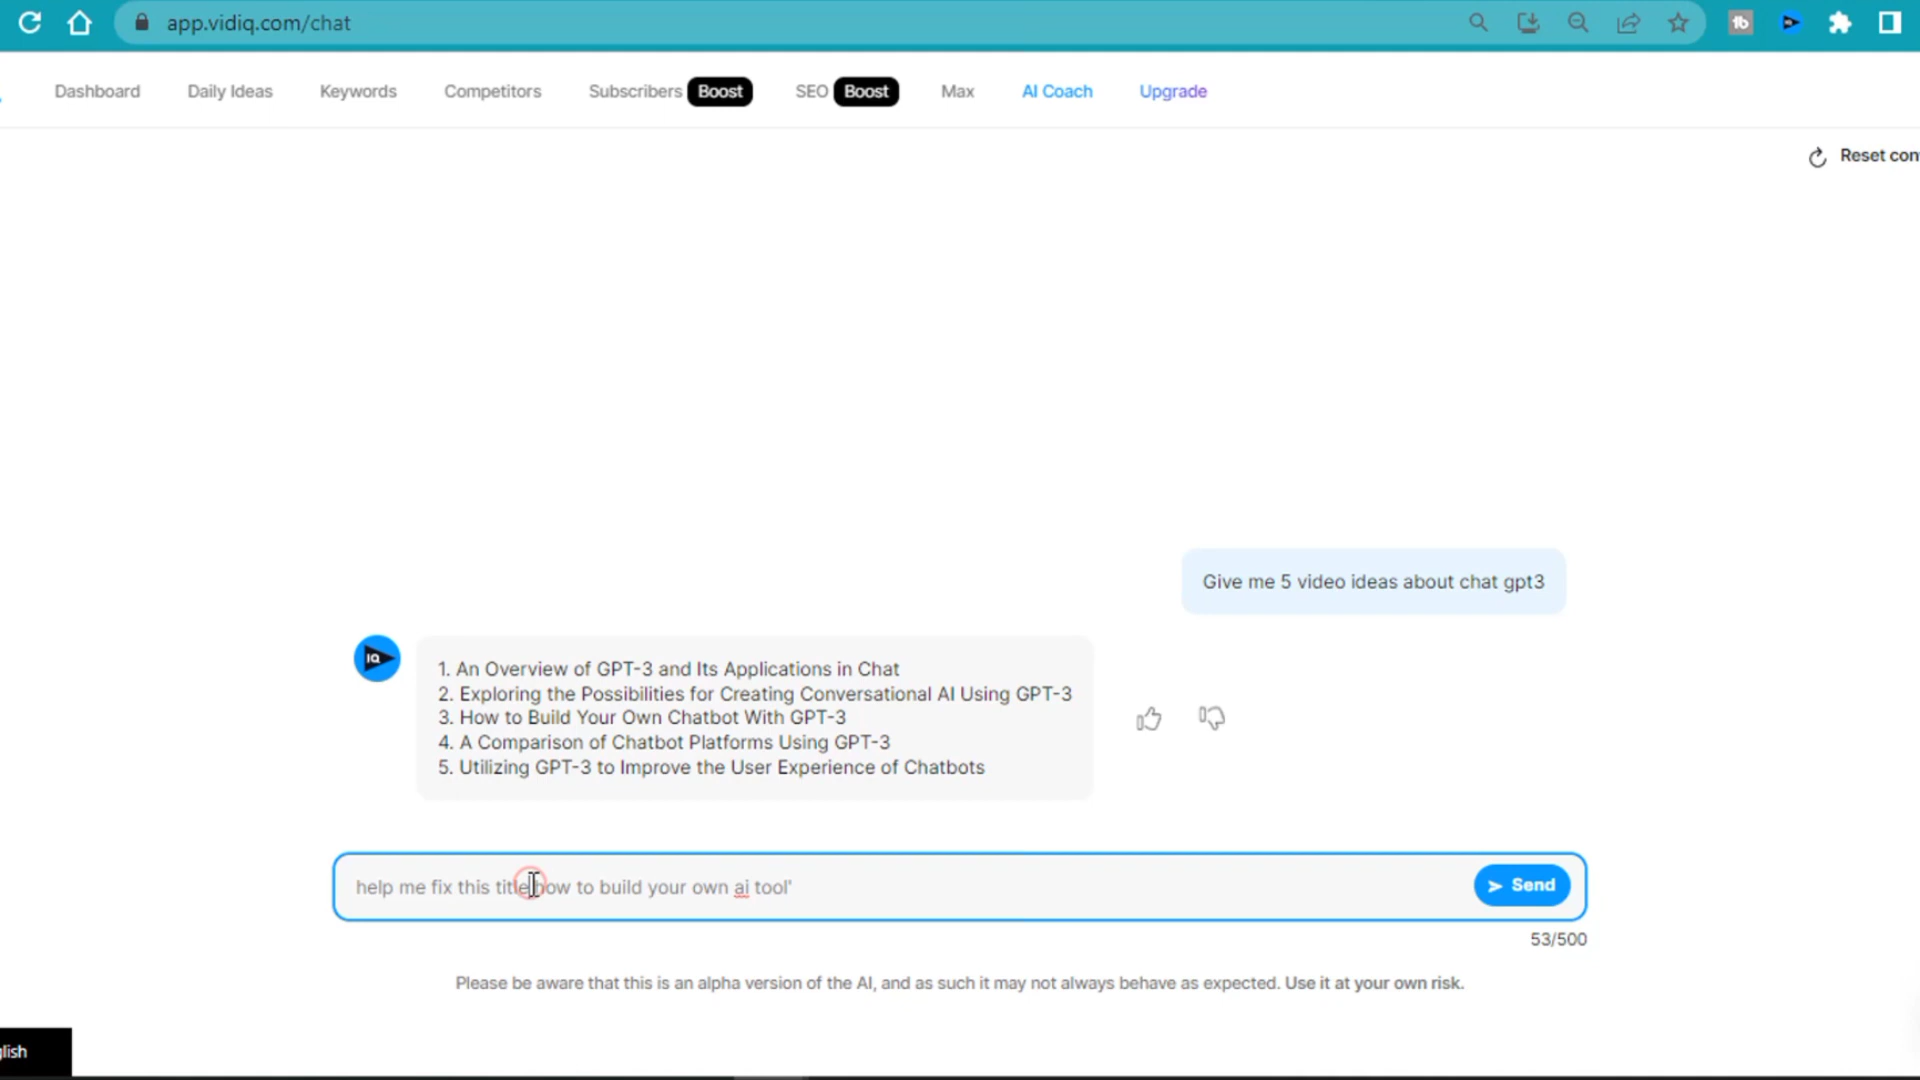 app.vidiq.com/chat
tb
Dashboard Daily Ideas Keywords Competitors Subscribers Boost SEO Boost Max AI Coach Upgrade
Reset con
Give me 5 video ideas about chat gpt3
IQ
1. An Overview of GPT-3 and Its Applications in Chat
2. Exploring the Possibilities for Creating Conversational AI Using GPT-3
3. How to Build Your Own Chatbot With GPT-3
4. A Comparison of Chatbot Platforms Using GPT-3
5. Utilizing GPT-3 to Improve the User Experience of Chatbots
help me fix this title how to build your own ai tool'
Send
53/500
Please be aware that this is an alpha version of the AI, and as such it may not always behave as expected. Use it at your own risk.
glish